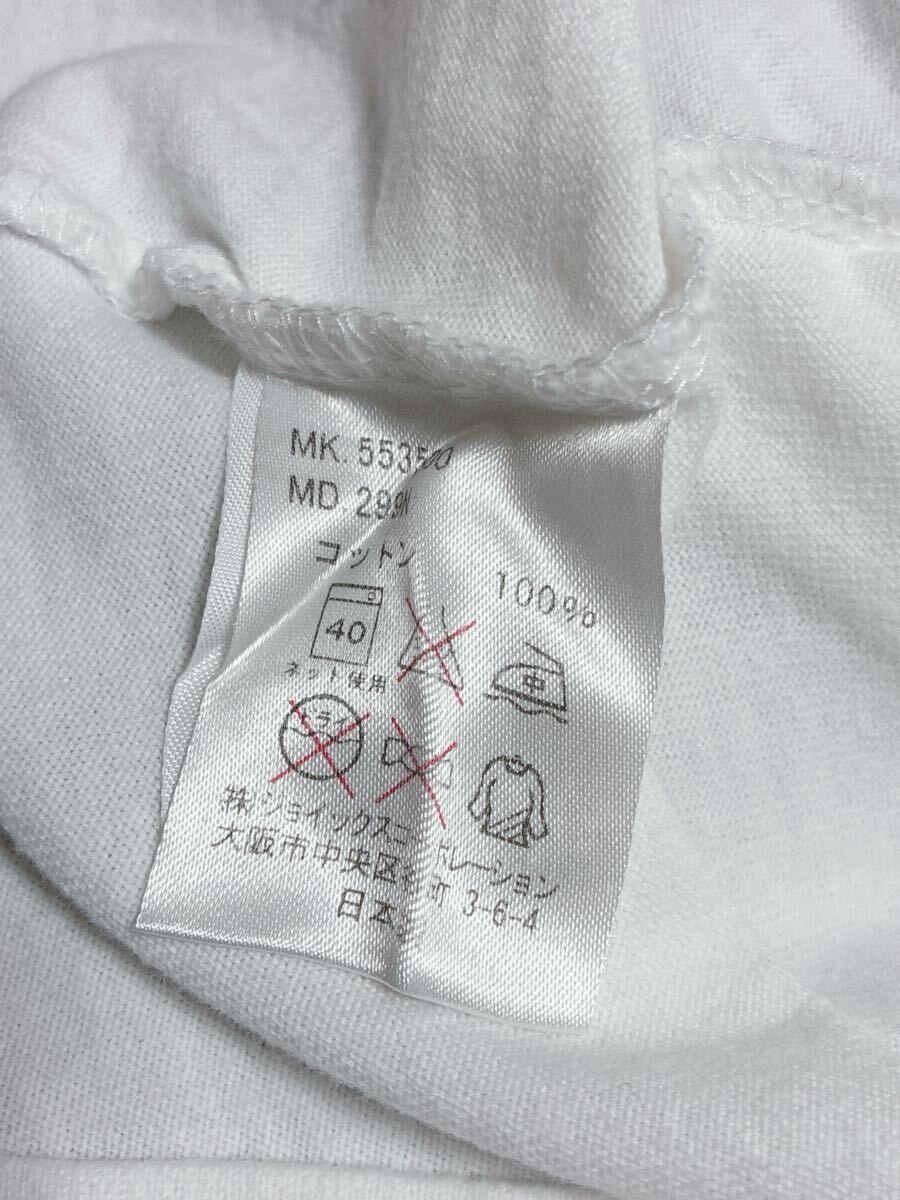 MK. 553500
MD. 299N
コットン 100%
40
ネット使用
中
ドライ
株)ジョイックスコーポレーション
大阪市中央区 町 3-6-4
日本